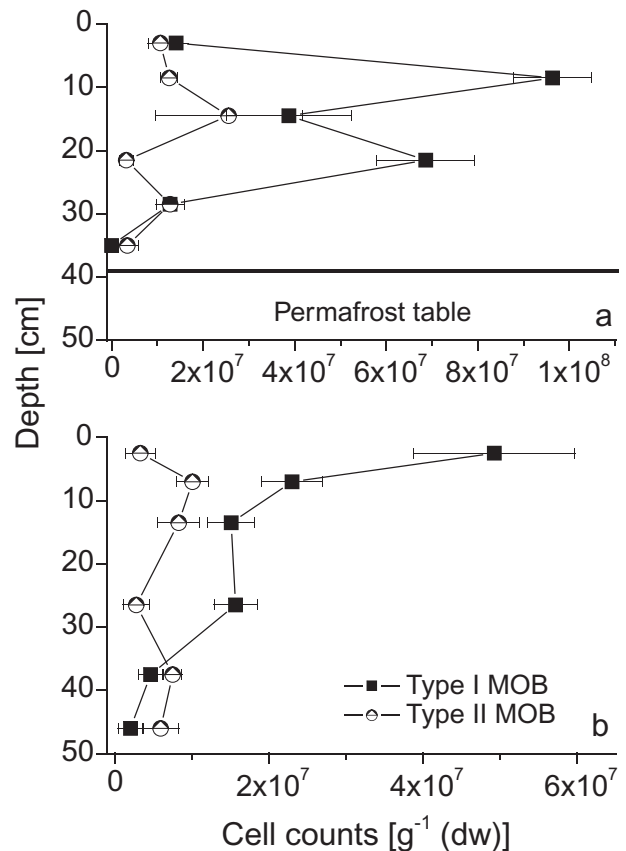 0
10
20
30
40
50
Permafrost table
a
0 2x10⁷ 4x10⁷ 6x10⁷ 8x10⁷ 1x10⁸
Depth [cm]
0
10
20
30
40
50
Type I MOB
Type II MOB
b
0 2x10⁷ 4x10⁷ 6x10⁷
Cell counts [g⁻¹ (dw)]